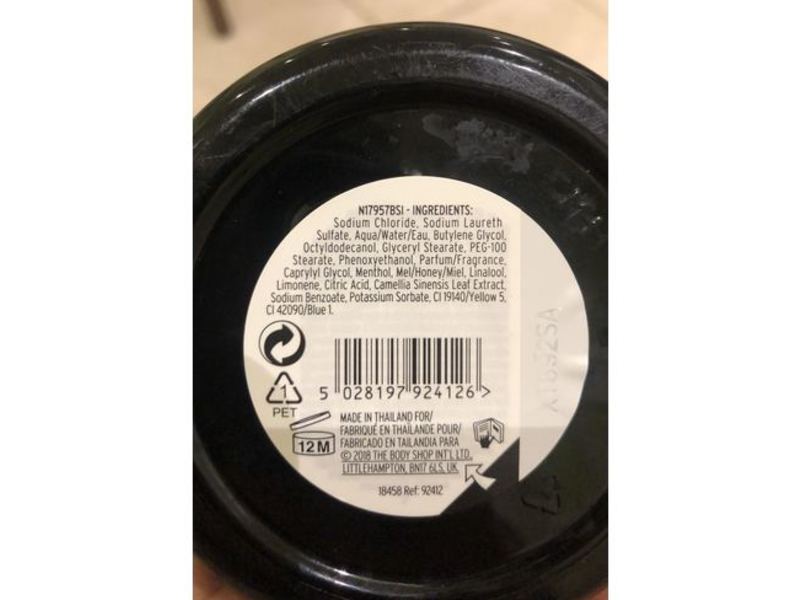 N17957BSI - INGREDIENTS:
Sodium Chloride, Sodium Laureth
Sulfate, Aqua/Water/Eau, Butylene Glycol,
Octyldodecanol, Glyceryl Stearate, PEG-100
Stearate, Phenoxyethanol, Parfum/Fragrance,
Caprylyl Glycol, Menthol, Mel/Honey/Miel, Linalool,
Limonene, Citric Acid, Camellia Sinensis Leaf Extract,
Sodium Benzoate, Potassium Sorbate, CI 19140/Yellow 5,
CI 42090/Blue 1.
5 028197 924126 >
1
PET
12M
MADE IN THAILAND FOR/
FABRIQUÉ EN THAÏLANDE POUR/
FABRICADO EN TAILANDIA PARA
© 2018 THE BODY SHOP INT'L LTD.
LITTLEHAMPTON, BN17 6LS, UK
18458 Ref: 92412